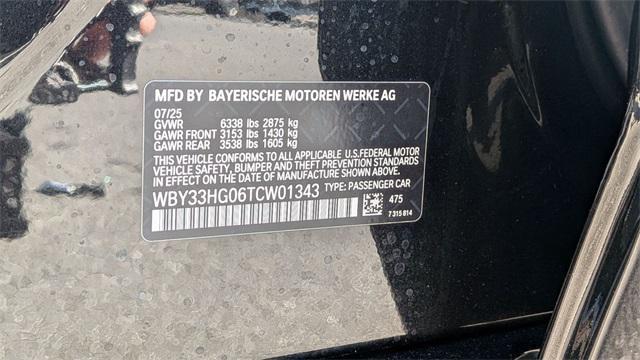 MFD BY BAYERISCHE MOTOREN WERKE AG
07/25
GVWR 6338 lbs 2875 kg
GAWR FRONT 3153 lbs 1430 kg
GAWR REAR 3538 lbs 1605 kg
THIS VEHICLE CONFORMS TO ALL APPLICABLE U.S.FEDERAL MOTOR
VEHICLE SAFETY, BUMPER AND THEFT PREVENTION STANDARDS
IN EFFECT ON THE DATE OF MANUFACTURE SHOWN ABOVE.
WBY33HG06TCW01343 TYPE: PASSENGER CAR
475
7 315 814